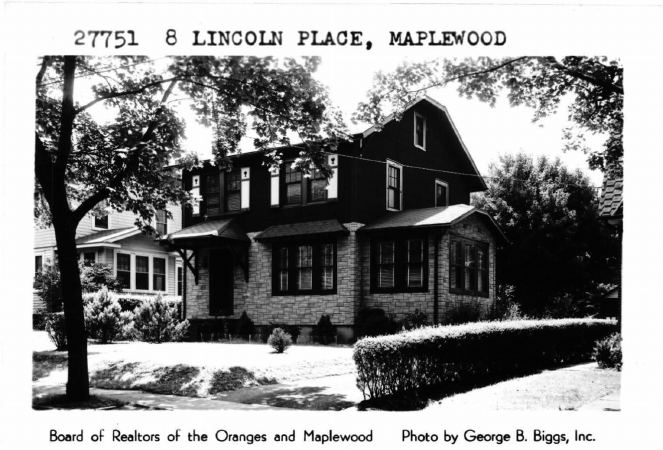 27751 8 LINCOLN PLACE, MAPLEWOOD
Board of Realtors of the Oranges and Maplewood Photo by George B. Biggs, Inc.